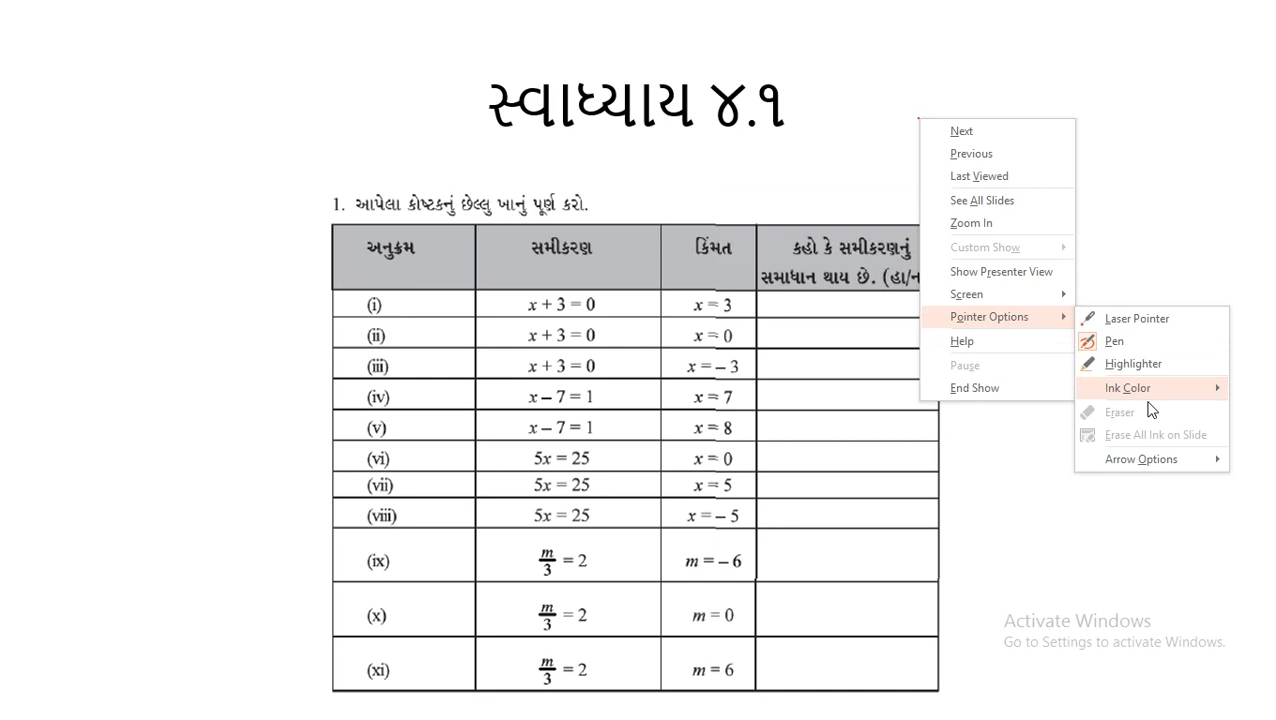 સ્વાધ્યાય ૪.૧
1. આપેલા કોષ્ટકનું છેલ્લુ ખાનું પૂર્ણ કરો.
અનુક્રમ સમીકરણ કિંમત કહો કે સમીકરણનું
સમાધાન થાય છે. (હા/ન
(i) x + 3 = 0 x = 3
(ii) x + 3 = 0 x = 0
(iii) x + 3 = 0 x = – 3
(iv) x – 7 = 1 x = 7
(v) x – 7 = 1 x = 8
(vi) 5x = 25 x = 0
(vii) 5x = 25 x = 5
(viii) 5x = 25 x = – 5
(ix) m/3 = 2 m = – 6
(x) m/3 = 2 m = 0
(xi) m/3 = 2 m = 6
Next
Previous
Last Viewed
See All Slides
Zoom In
Custom Show
Show Presenter View
Screen
Pointer Options
Help
Pause
End Show
Laser Pointer
Pen
Highlighter
Ink Color
Eraser
Erase All Ink on Slide
Arrow Options
Activate Windows
Go to Settings to activate Windows.